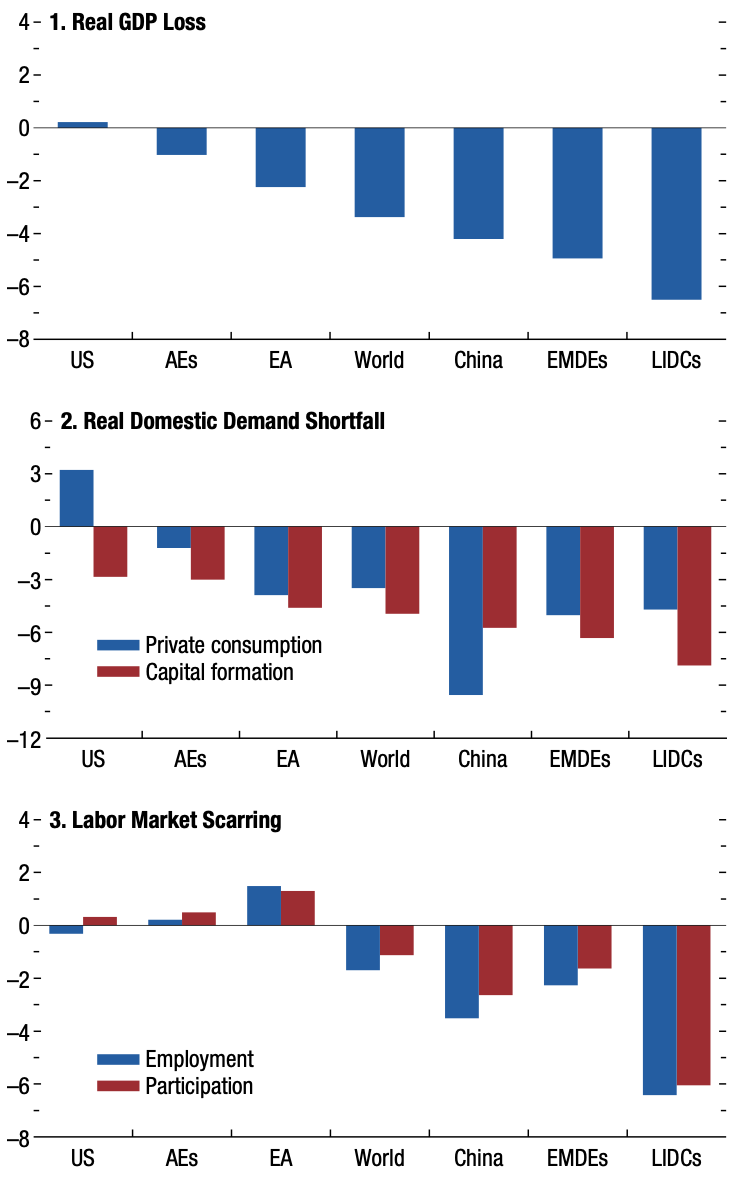 1. Real GDP Loss
4
2
0
–2
–4
–6
–8
US AEs EA World China EMDEs LIDCs
2. Real Domestic Demand Shortfall
6
3
0
–3
–6
–9
–12
Private consumption
Capital formation
US AEs EA World China EMDEs LIDCs
3. Labor Market Scarring
4
2
0
–2
–4
–6
–8
Employment
Participation
US AEs EA World China EMDEs LIDCs